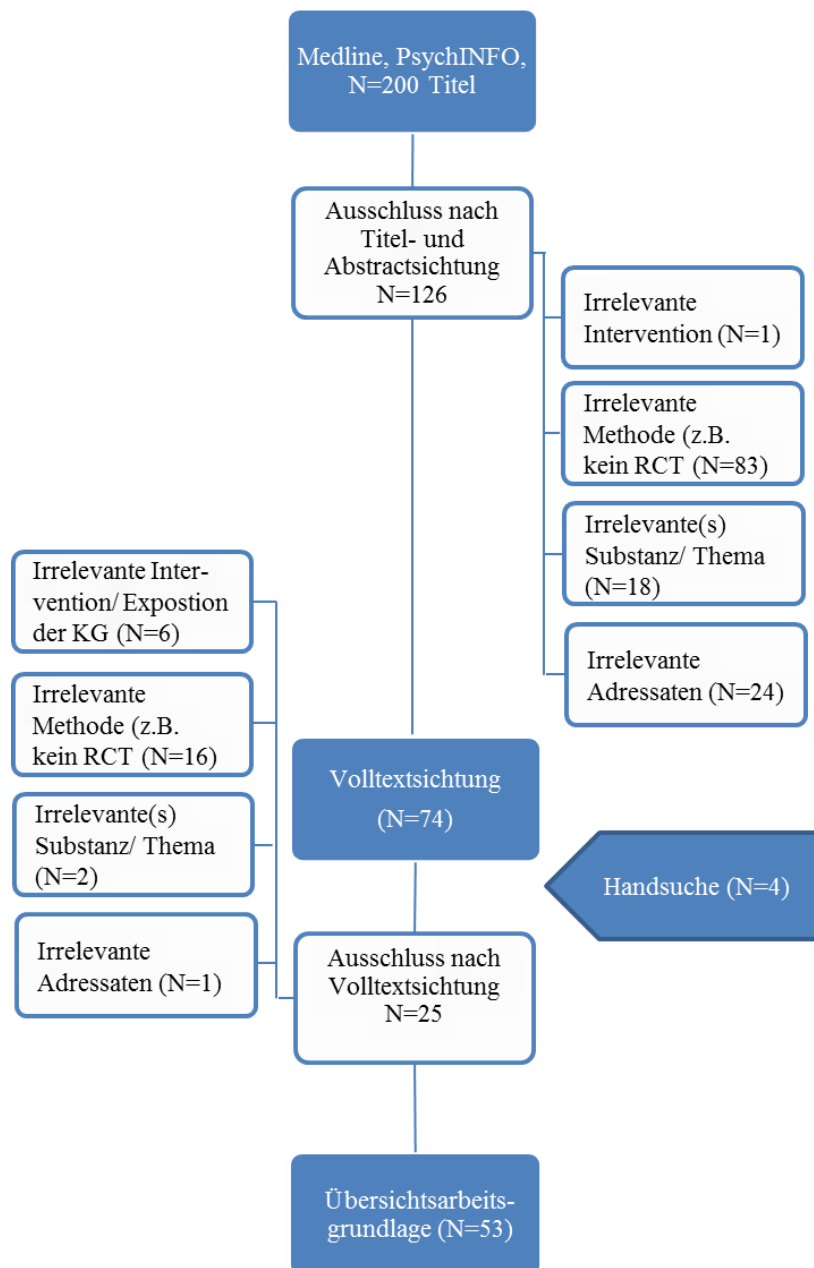 Medline, PsychINFO,
N=200 Titel
Ausschluss nach
Titel- und
Abstractsichtung
N=126
Irrelevante
Intervention (N=1)
Irrelevante
Methode (z.B.
kein RCT (N=83)
Irrelevante(s)
Substanz/ Thema
(N=18)
Irrelevante
Adressaten (N=24)
Irrelevante Inter-
vention/ Expostion
der KG (N=6)
Irrelevante
Methode (z.B.
kein RCT (N=16)
Irrelevante(s)
Substanz/ Thema
(N=2)
Irrelevante
Adressaten (N=1)
Volltextsichtung
(N=74)
Handsuche (N=4)
Ausschluss nach
Volltextsichtung
N=25
Übersichtsarbeits-
grundlage (N=53)